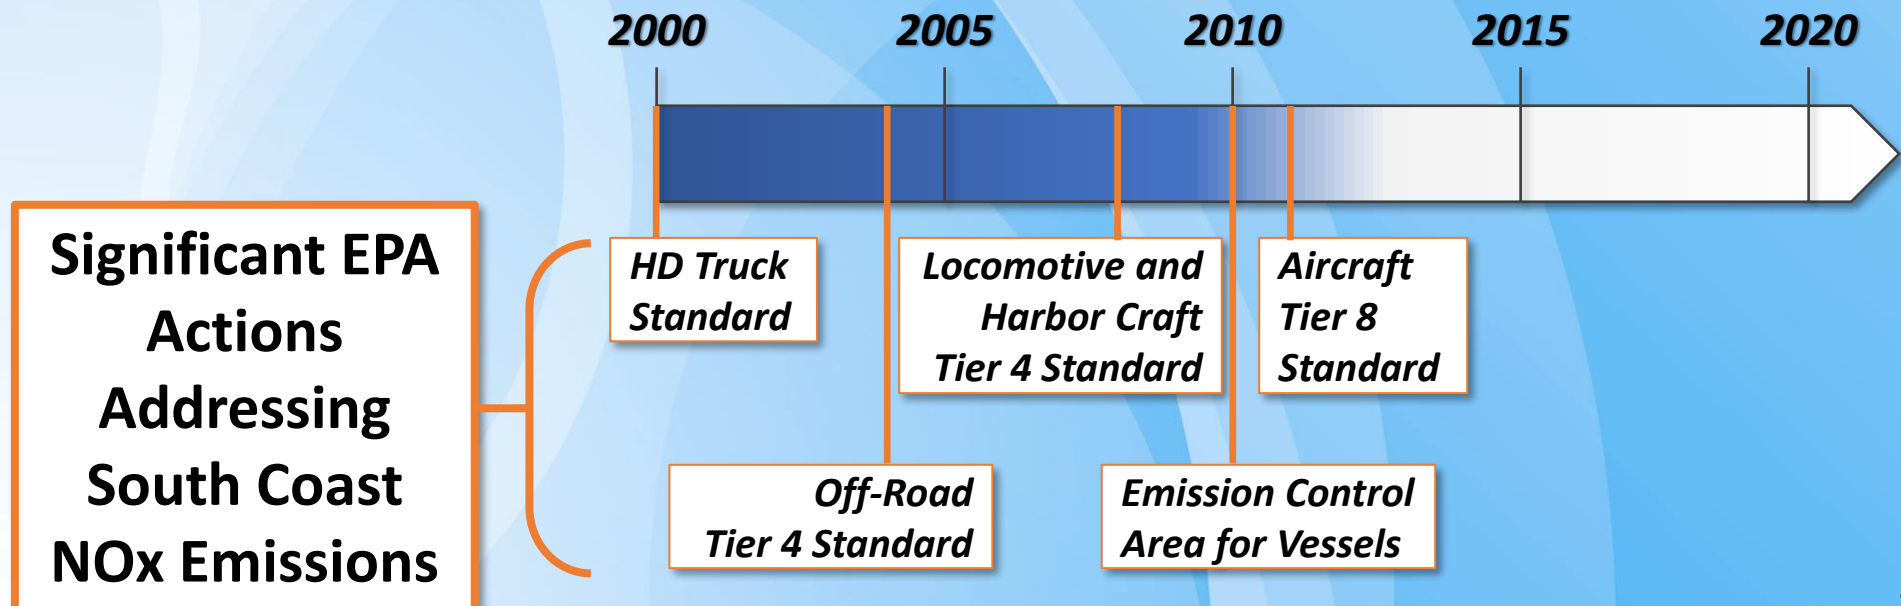 2000
2005
2010
2015
2020
Significant EPA
Actions
Addressing
South Coast
NOx Emissions
HD Truck
Standard
Locomotive and
Harbor Craft
Tier 4 Standard
Aircraft
Tier 8
Standard
Off-Road
Tier 4 Standard
Emission Control
Area for Vessels